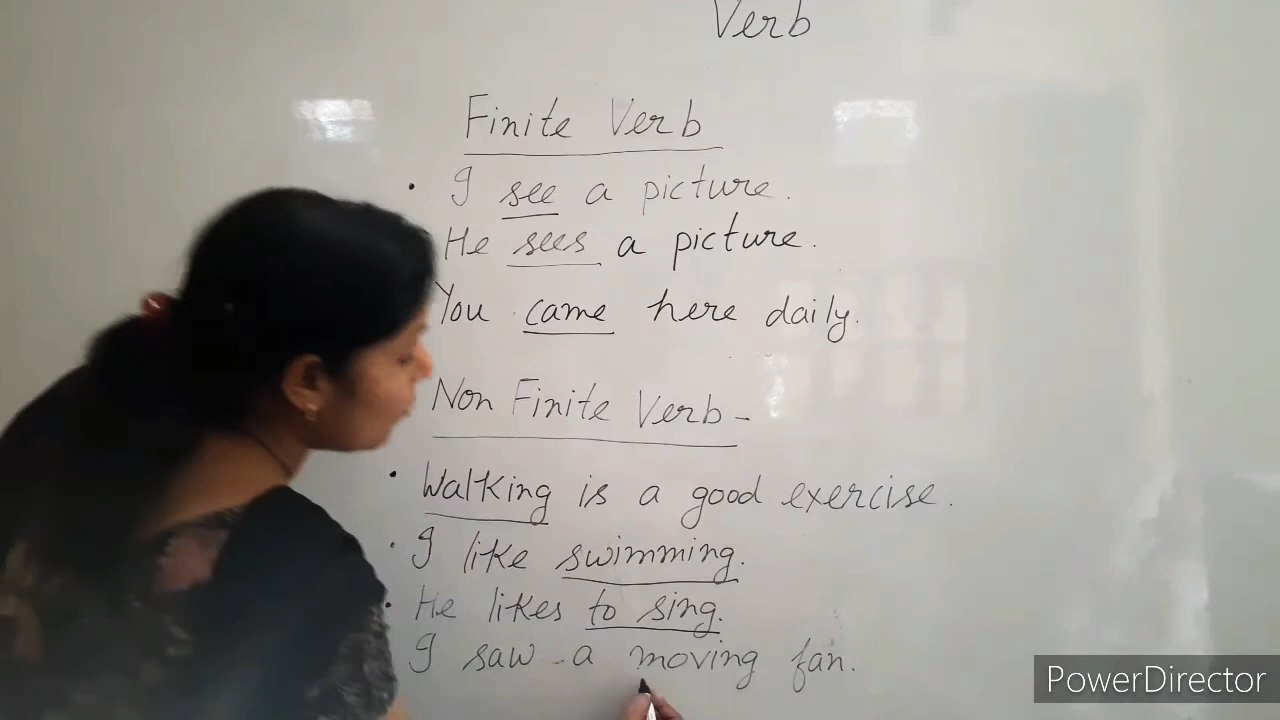 Verb
Finite Verb
• I see a picture.
He sees a picture.
You came here daily.
Non Finite Verb -
• Walking is a good exercise.
• I like swimming.
• He likes to sing.
I saw a moving fan.
PowerDirector